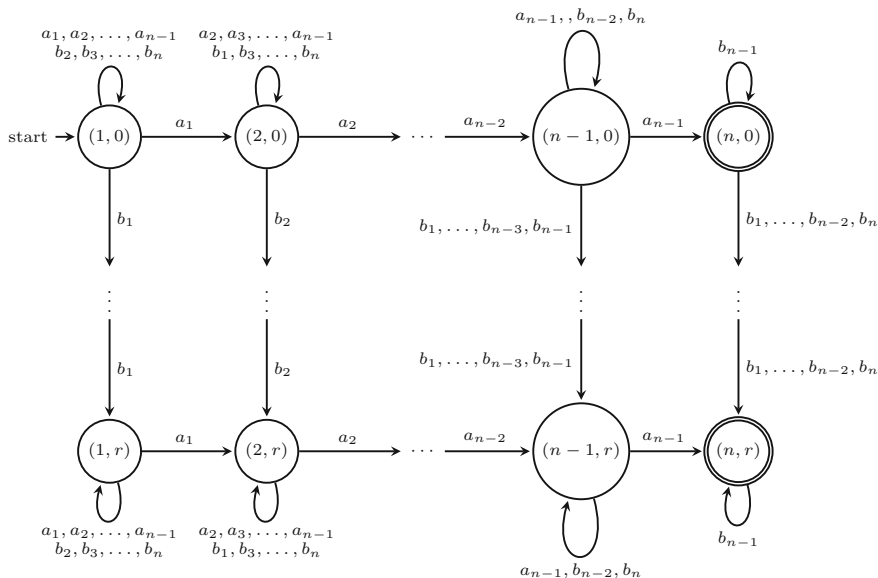 a_1, a_2, …, a_{n−1}
b_2, b_3, …, b_n
a_2, a_3, …, a_{n−1}
b_1, b_3, …, b_n
a_{n−1}, , b_{n−2}, b_n
b_{n−1}
start
(1, 0)
a_1
(2, 0)
a_2
⋯
a_{n−2}
(n − 1, 0)
a_{n−1}
(n, 0)
b_1
b_2
b_1, …, b_{n−3}, b_{n−1}
b_1, …, b_{n−2}, b_n
⋮
⋮
⋮
⋮
b_1
b_2
b_1, …, b_{n−3}, b_{n−1}
b_1, …, b_{n−2}, b_n
(1, r)
a_1
(2, r)
a_2
⋯
a_{n−2}
(n − 1, r)
a_{n−1}
(n, r)
a_1, a_2, …, a_{n−1}
b_2, b_3, …, b_n
a_2, a_3, …, a_{n−1}
b_1, b_3, …, b_n
a_{n−1}, b_{n−2}, b_n
b_{n−1}